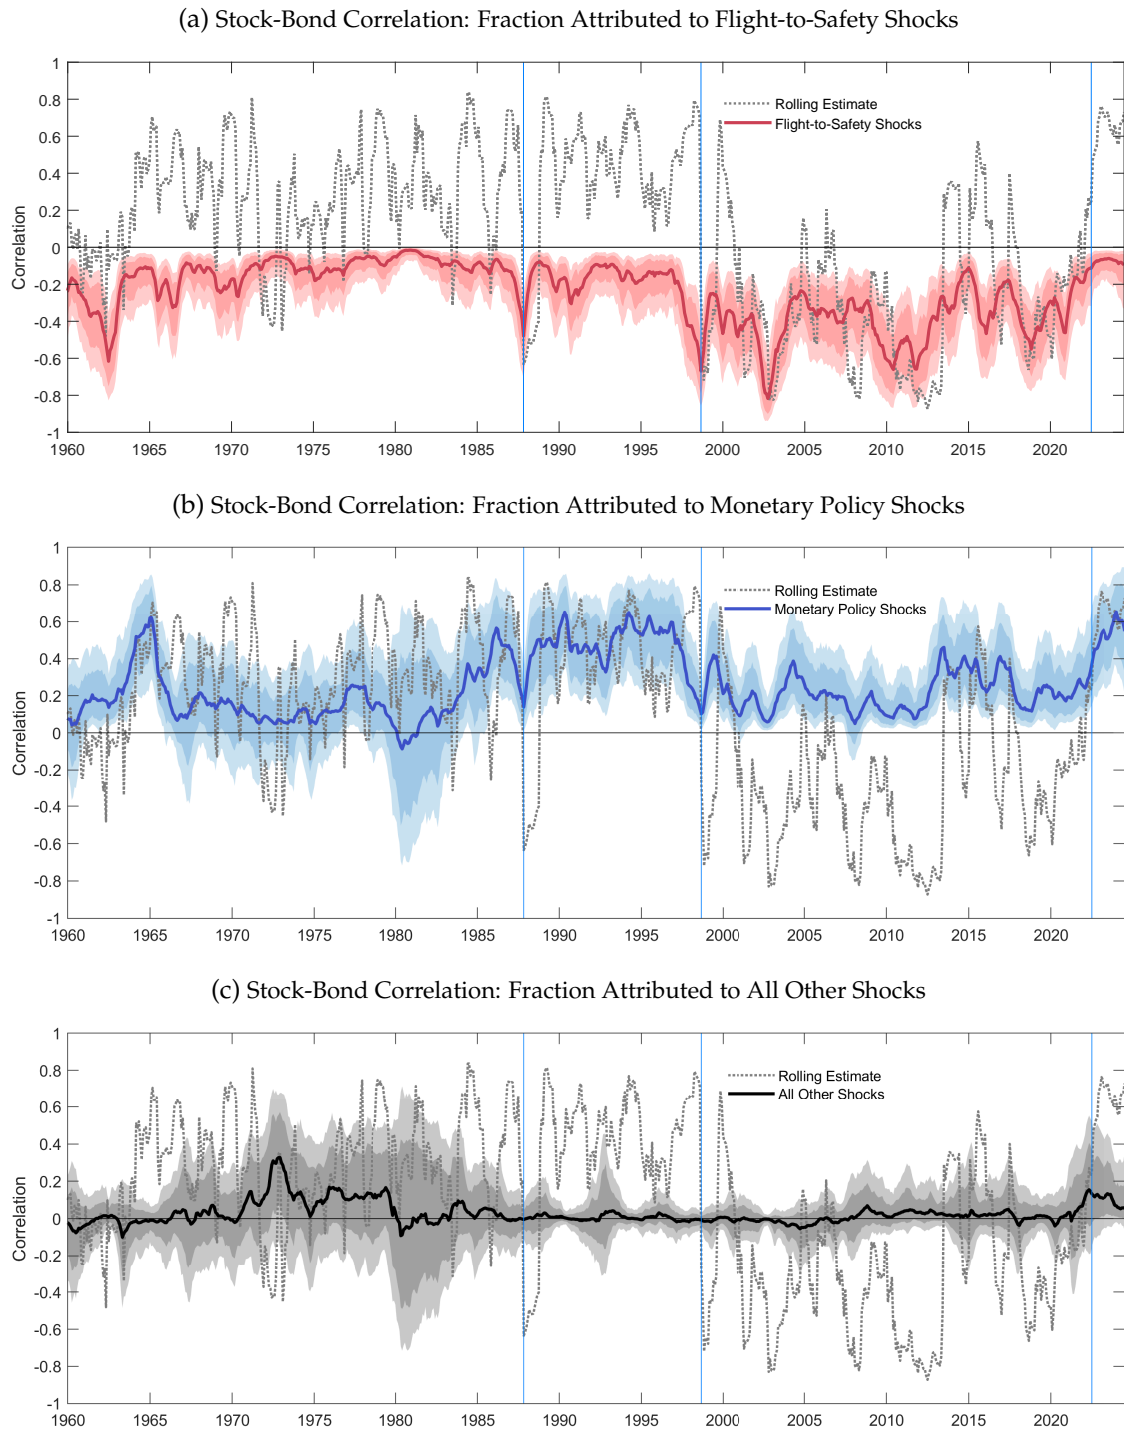 (a) Stock-Bond Correlation: Fraction Attributed to Flight-to-Safety Shocks
1
0.8
0.6
0.4
0.2
0
-0.2
-0.4
-0.6
-0.8
-1
Correlation
Rolling Estimate
Flight-to-Safety Shocks
1960 1965 1970 1975 1980 1985 1990 1995 2000 2005 2010 2015 2020
(b) Stock-Bond Correlation: Fraction Attributed to Monetary Policy Shocks
1
0.8
0.6
0.4
0.2
0
-0.2
-0.4
-0.6
-0.8
-1
Correlation
Rolling Estimate
Monetary Policy Shocks
1960 1965 1970 1975 1980 1985 1990 1995 2000 2005 2010 2015 2020
(c) Stock-Bond Correlation: Fraction Attributed to All Other Shocks
1
0.8
0.6
0.4
0.2
0
-0.2
-0.4
-0.6
-0.8
-1
Correlation
Rolling Estimate
All Other Shocks
1960 1965 1970 1975 1980 1985 1990 1995 2000 2005 2010 2015 2020